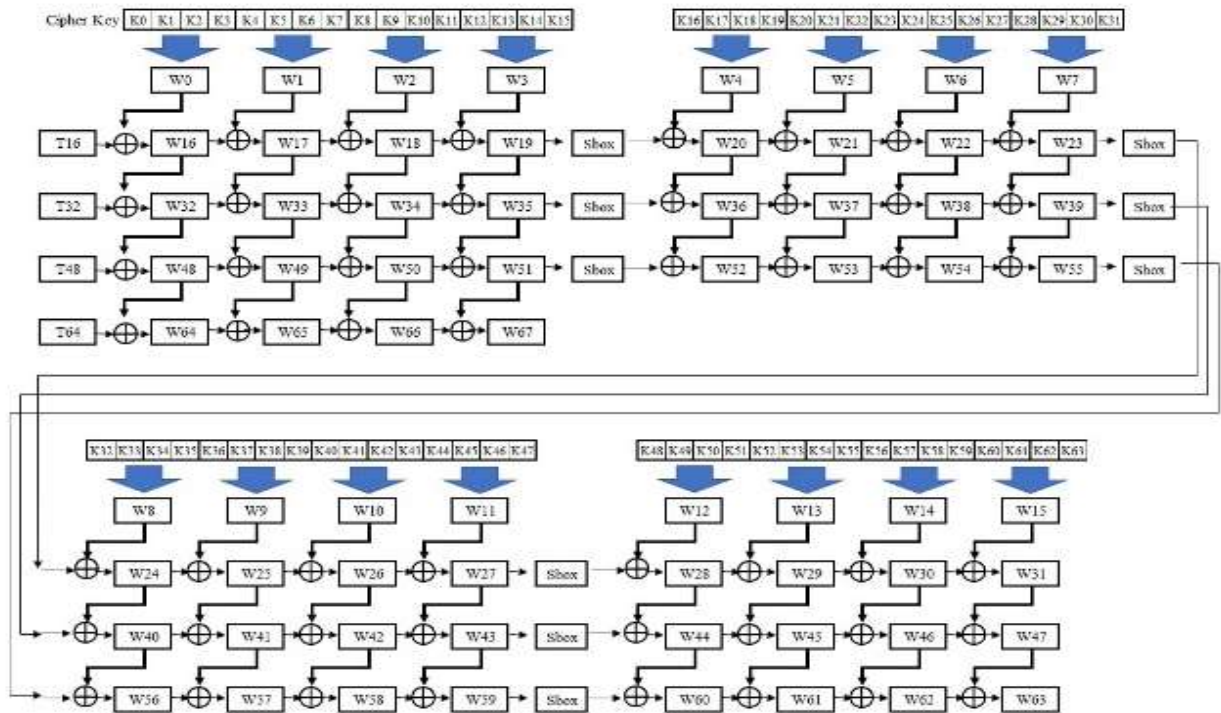 Cipher Key K0 K1 K2 K3 K4 K5 K6 K7 K8 K9 K10 K11 K12 K13 K14 K15 K16 K17 K18 K19 K20 K21 K22 K23 K24 K25 K26 K27 K28 K29 K30 K31
W0 W1 W2 W3 W4 W5 W6 W7
T16 W16 W17 W18 W19 Sbox W20 W21 W22 W23 Sbox
T32 W32 W33 W34 W35 Sbox W36 W37 W38 W39 Sbox
T48 W48 W49 W50 W51 Sbox W52 W53 W54 W55 Sbox
T64 W64 W65 W66 W67
K32 K33 K34 K35 K36 K37 K38 K39 K40 K41 K42 K43 K44 K45 K46 K47 K48 K49 K50 K51 K52 K53 K54 K55 K56 K57 K58 K59 K60 K61 K62 K63
W8 W9 W10 W11 W12 W13 W14 W15
W24 W25 W26 W27 Sbox W28 W29 W30 W31
W40 W41 W42 W43 Sbox W44 W45 W46 W47
W56 W57 W58 W59 Sbox W60 W61 W62 W63